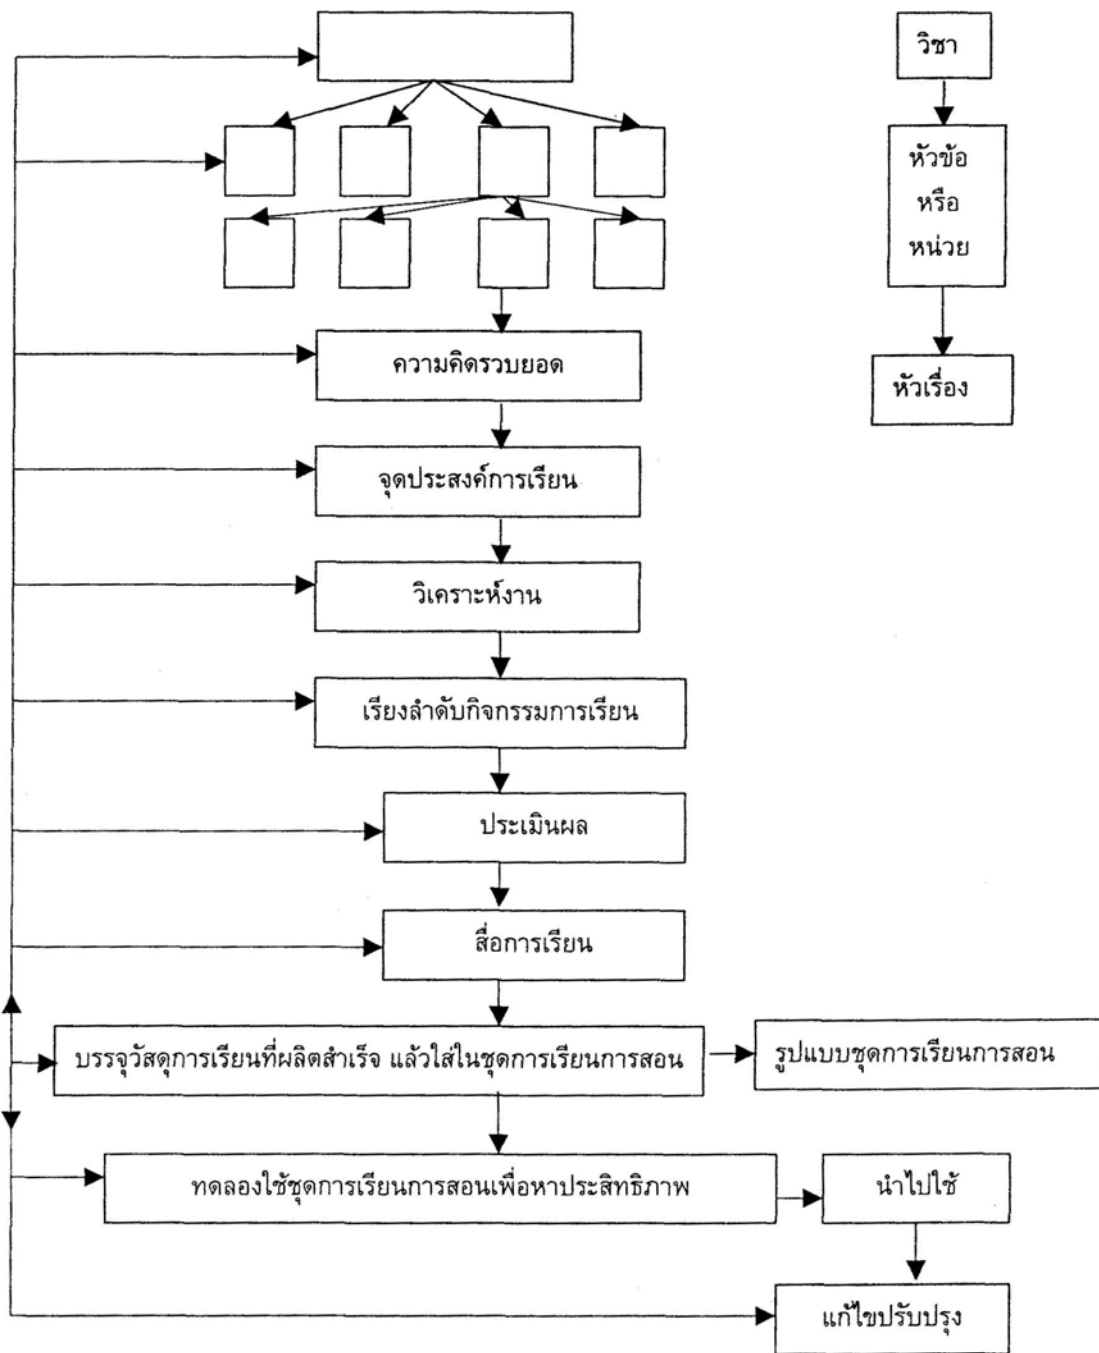 วิชา
หัวข้อ
หรือ
หน่วย
ความคิดรวบยอด
หัวเรื่อง
จุดประสงค์การเรียน
วิเคราะห์งาน
เรียงลำดับกิจกรรมการเรียน
ประเมินผล
สื่อการเรียน
บรรจุวัสดุการเรียนที่ผลิตสำเร็จ แล้วใส่ในชุดการเรียนการสอน
รูปแบบชุดการเรียนการสอน
ทดลองใช้ชุดการเรียนการสอนเพื่อหาประสิทธิภาพ
นำไปใช้
แก้ไขปรับปรุง